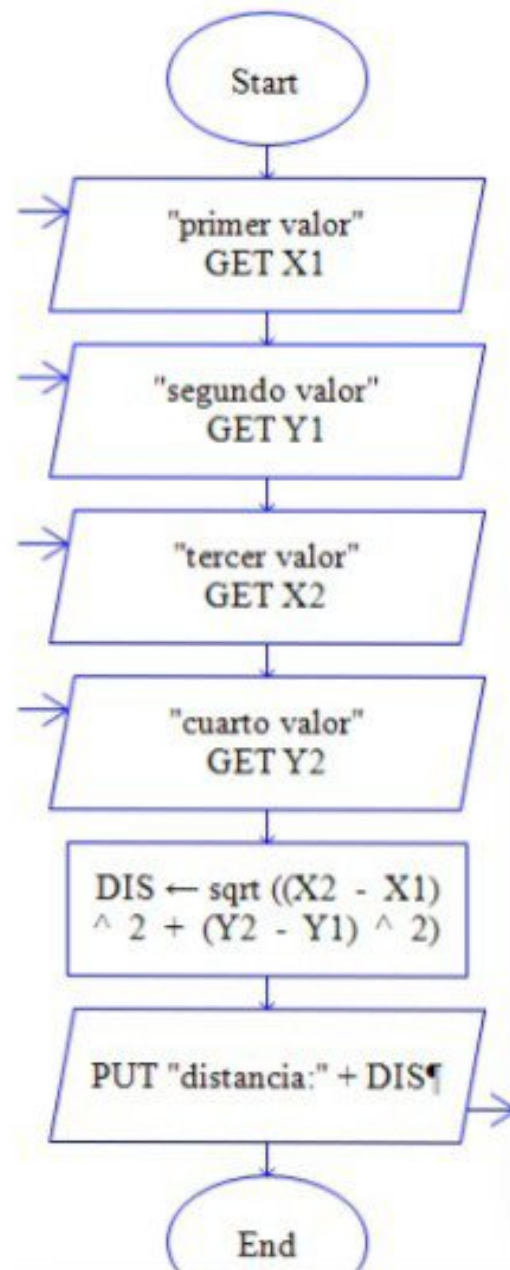 Start
"primer valor"
GET X1
"segundo valor"
GET Y1
"tercer valor"
GET X2
"cuarto valor"
GET Y2
DIS ← sqrt ((X2 - X1)
^ 2 + (Y2 - Y1) ^ 2)
PUT "distancia:" + DIS¶
End